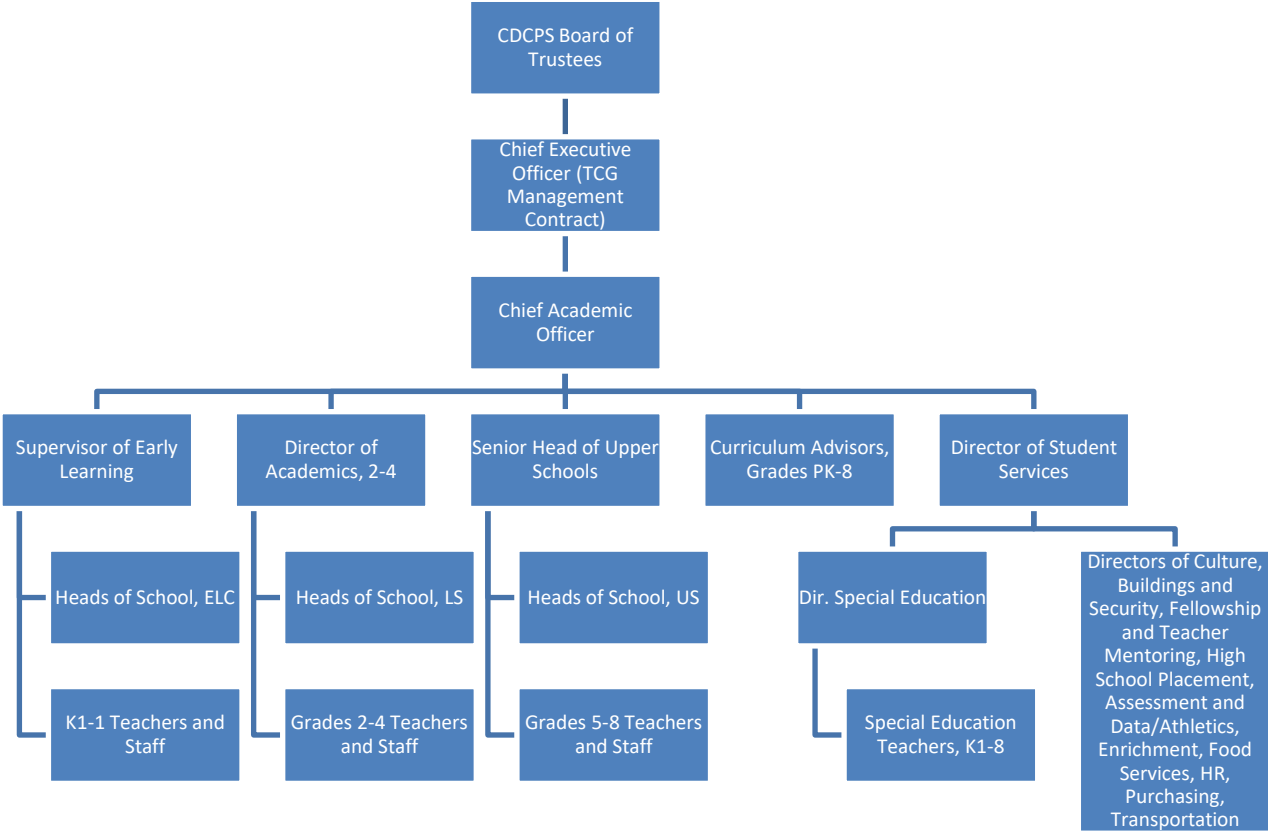 CDCPS Board of
Trustees
Chief Executive
Officer (TCG
Management
Contract)
Chief Academic
Officer
Supervisor of Early
Learning
Director of
Academics, 2-4
Senior Head of Upper
Schools
Curriculum Advisors,
Grades PK-8
Director of Student
Services
Heads of School, ELC
Heads of School, LS
Heads of School, US
Dir. Special Education
Directors of Culture,
Buildings and
Security, Fellowship
and Teacher
Mentoring, High
School Placement,
Assessment and
Data/Athletics,
Enrichment, Food
Services, HR,
Purchasing,
Transportation
K1-1 Teachers and
Staff
Grades 2-4 Teachers
and Staff
Grades 5-8 Teachers
and Staff
Special Education
Teachers, K1-8